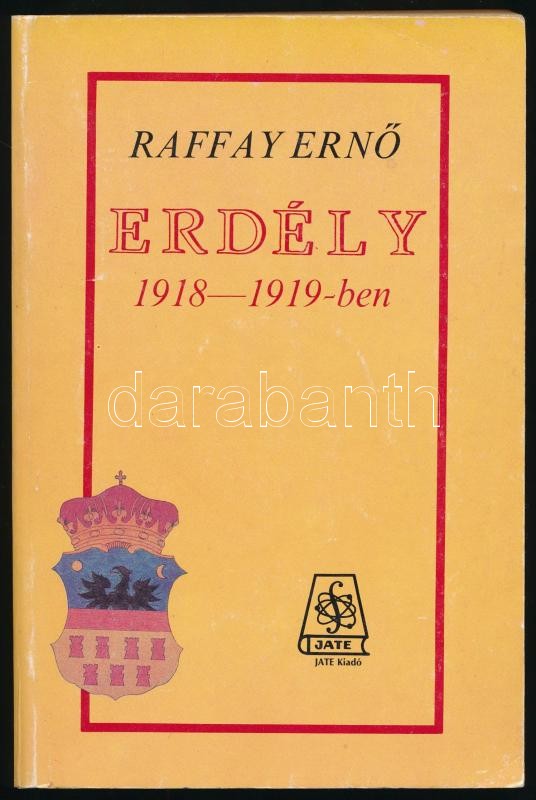 RAFFAY ERNŐ
ERDÉLY
1918—1919-ben
darabanth
JATE
JATE Kiadó